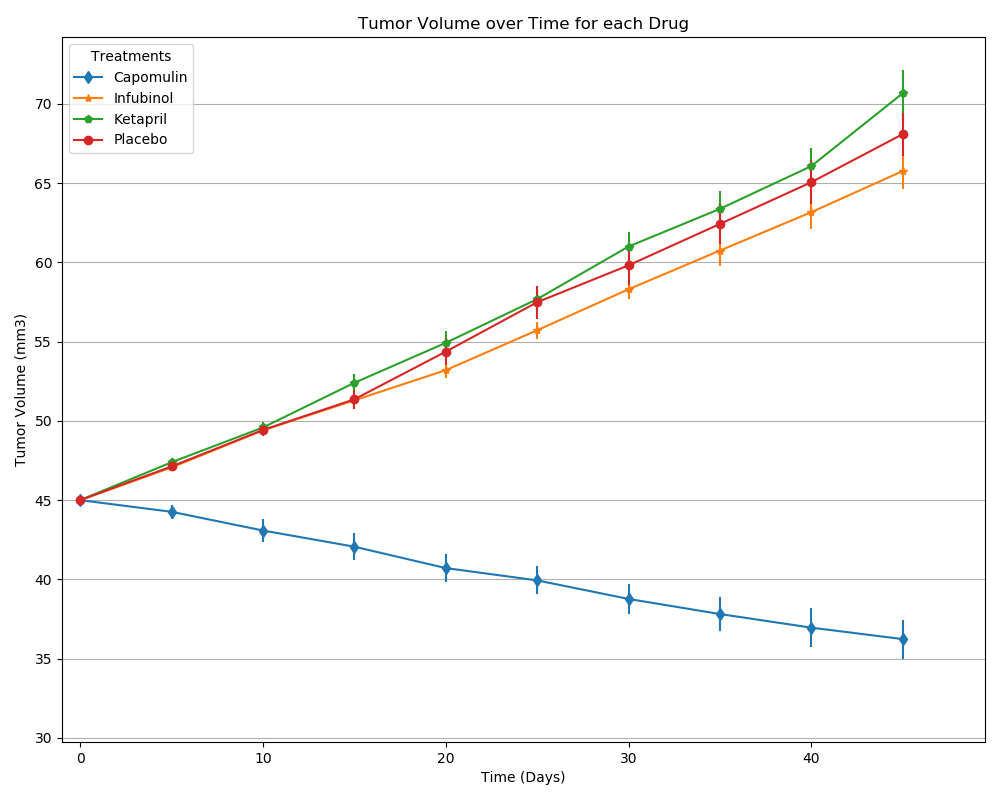 Tumor Volume over Time for each Drug
Treatments
Capomulin
Infubinol
Ketapril
Placebo
Tumor Volume (mm3)
70
65
60
55
50
45
40
35
30
0 10 20 30 40
Time (Days)